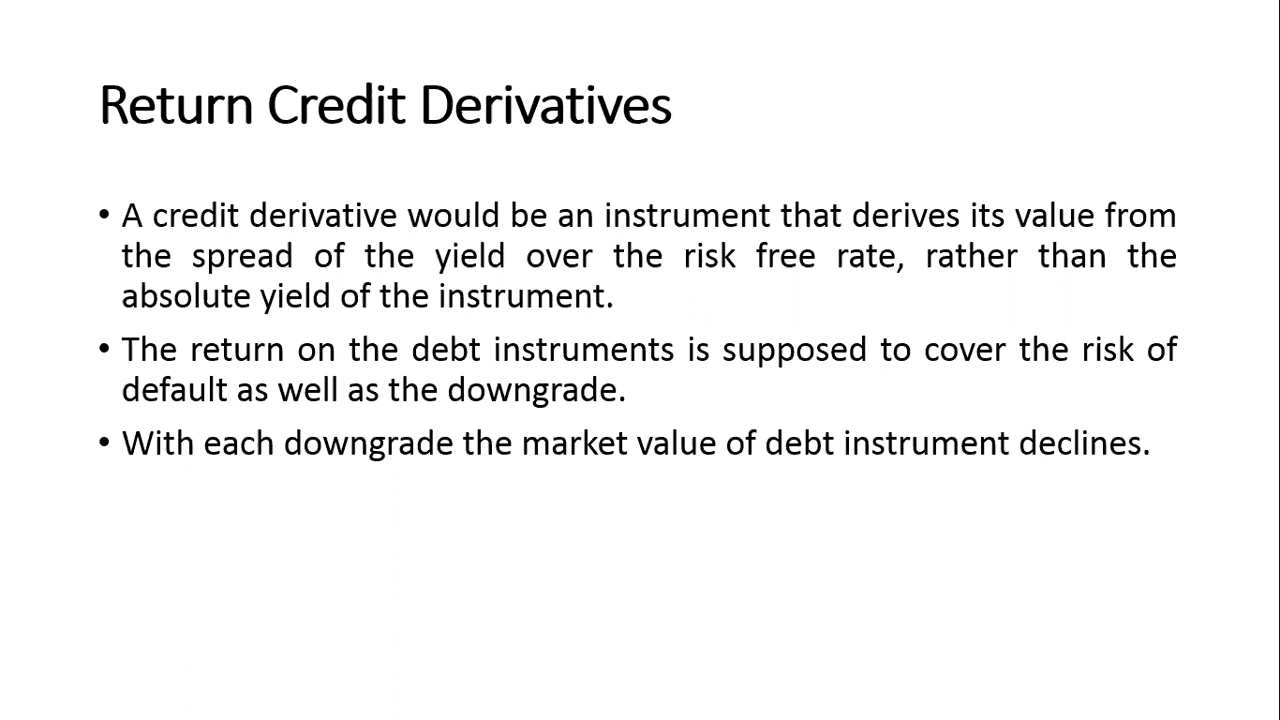 Return Credit Derivatives
• A credit derivative would be an instrument that derives its value from
the spread of the yield over the risk free rate, rather than the
absolute yield of the instrument.
• The return on the debt instruments is supposed to cover the risk of
default as well as the downgrade.
• With each downgrade the market value of debt instrument declines.